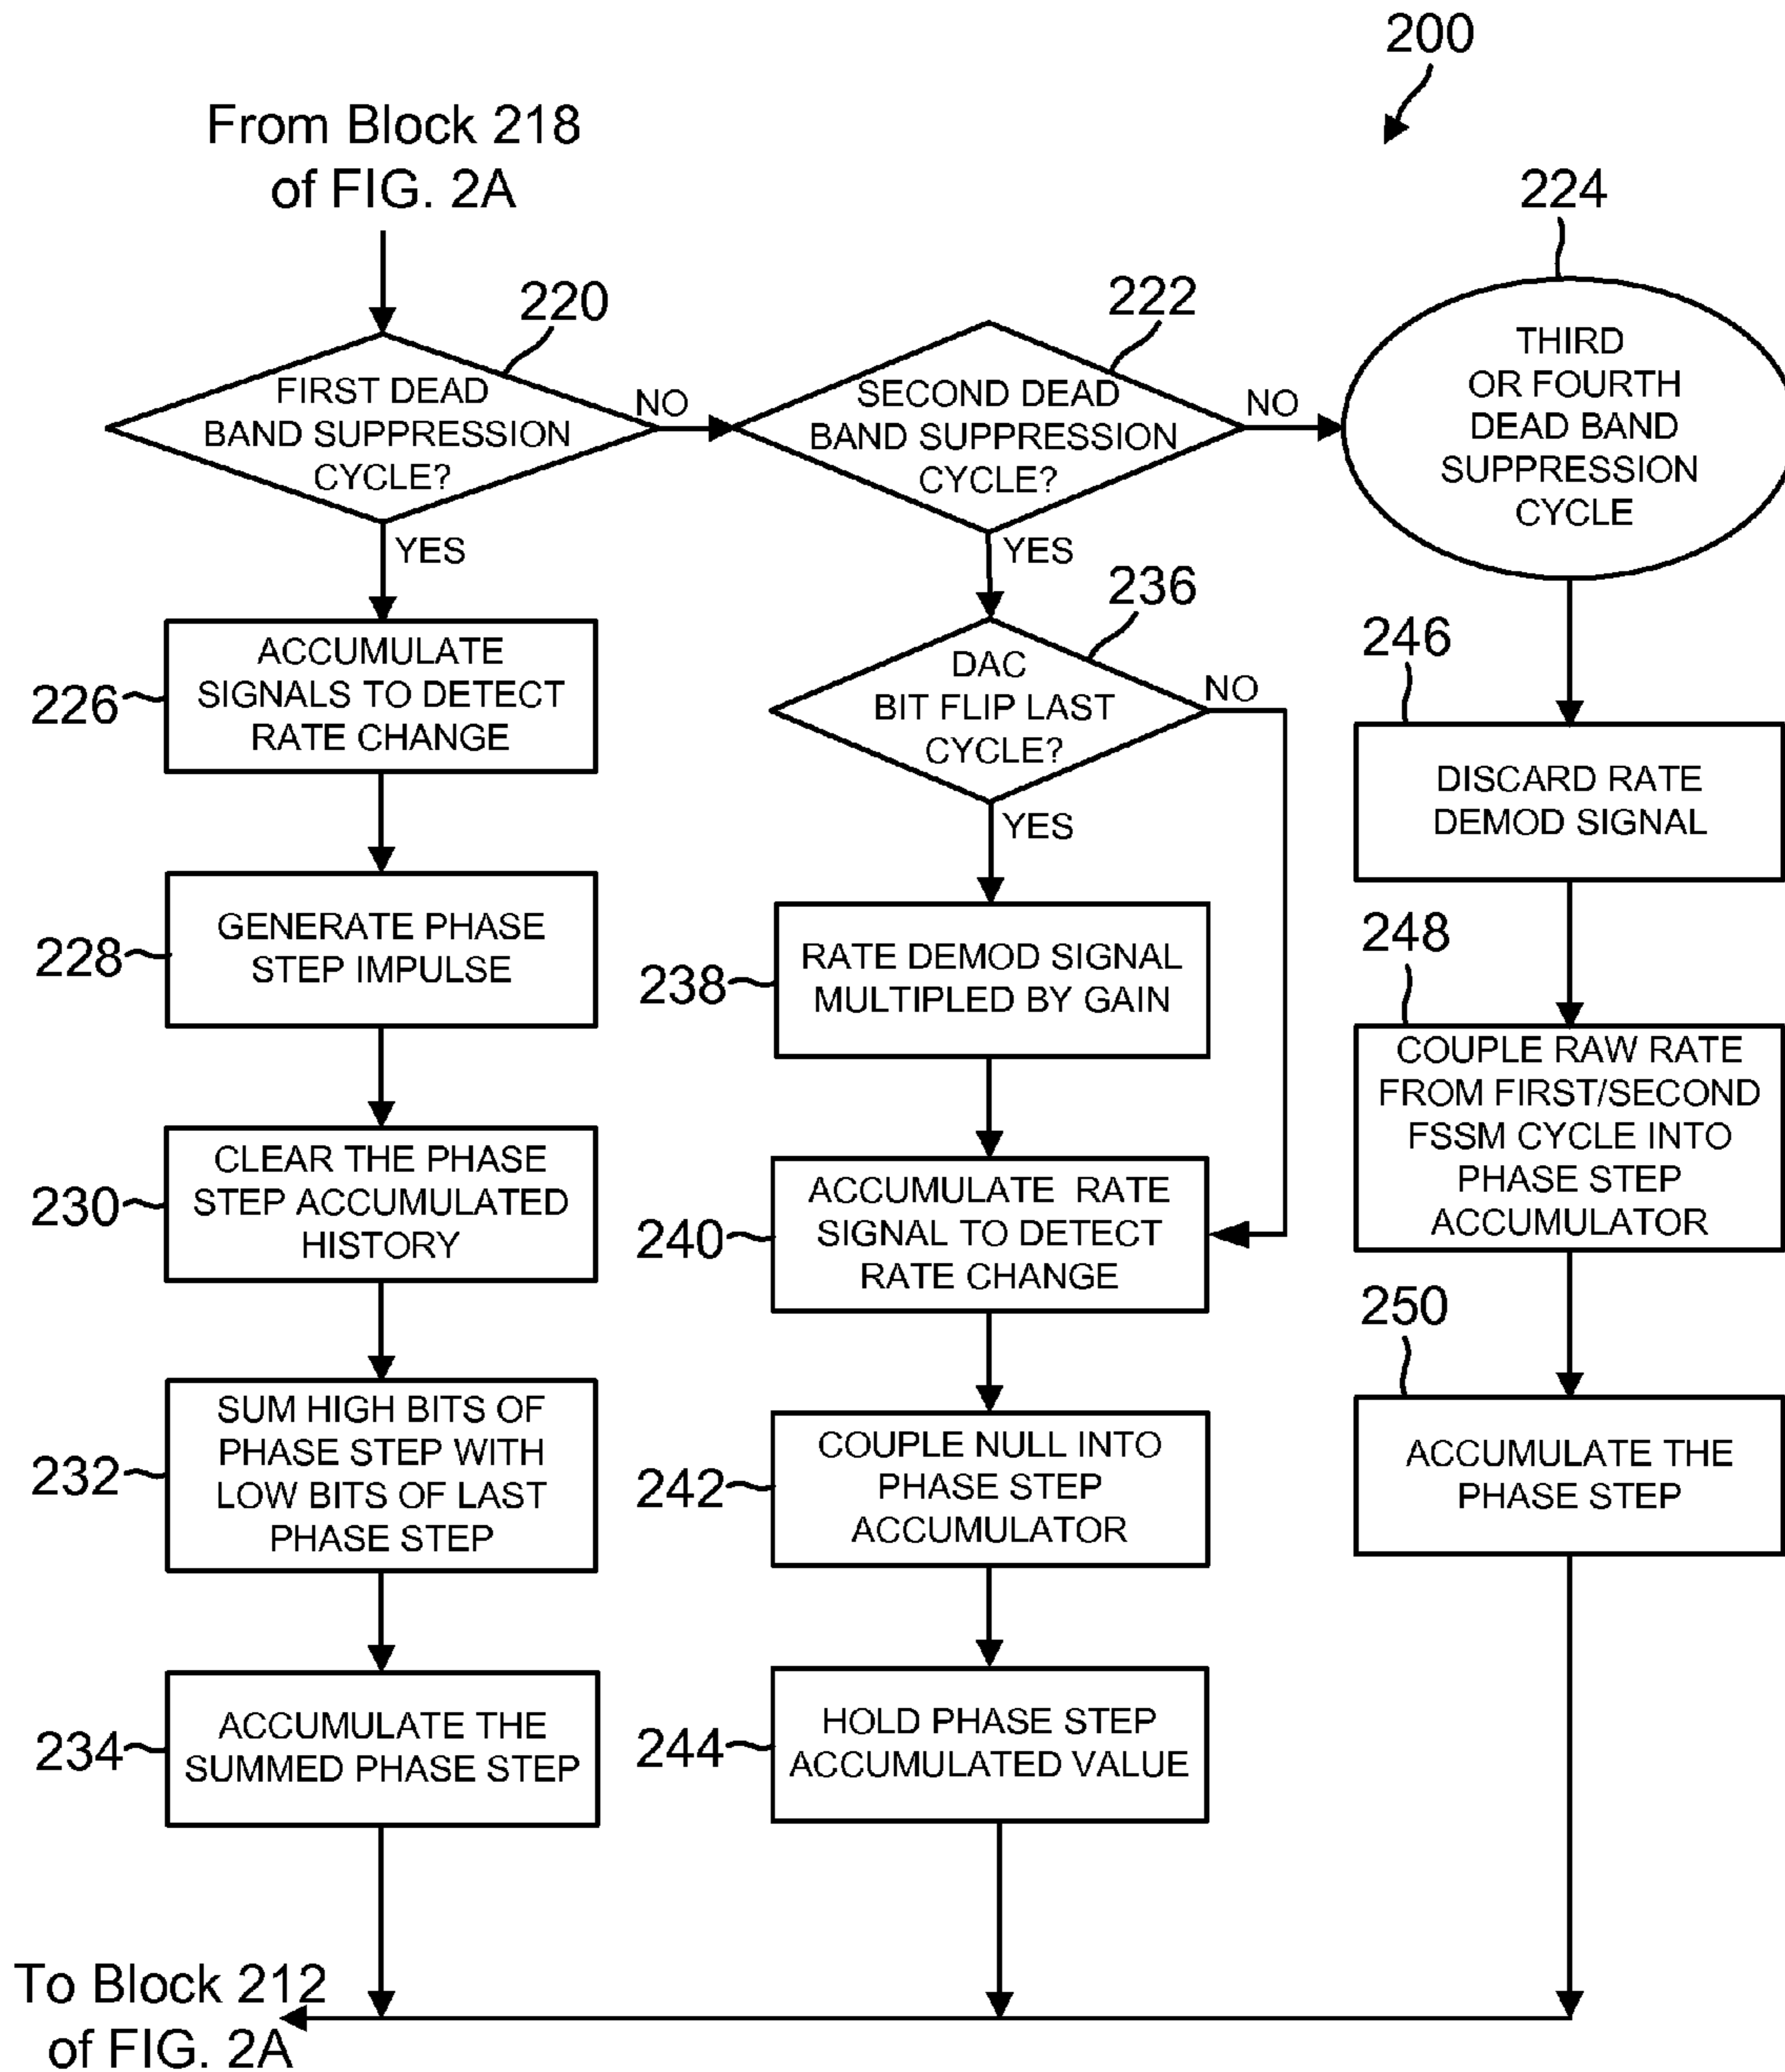 200
From Block 218
of FIG. 2A
220
FIRST DEAD
BAND SUPPRESSION
CYCLE?
NO
YES
222
SECOND DEAD
BAND SUPPRESSION
CYCLE?
NO
YES
224
THIRD
OR FOURTH
DEAD BAND
SUPPRESSION
CYCLE
226
ACCUMULATE
SIGNALS TO DETECT
RATE CHANGE
228
GENERATE PHASE
STEP IMPULSE
230
CLEAR THE PHASE
STEP ACCUMULATED
HISTORY
232
SUM HIGH BITS OF
PHASE STEP WITH
LOW BITS OF LAST
PHASE STEP
234
ACCUMULATE THE
SUMMED PHASE STEP
236
DAC
BIT FLIP LAST
CYCLE?
NO
YES
238
RATE DEMOD SIGNAL
MULTIPLED BY GAIN
240
ACCUMULATE RATE
SIGNAL TO DETECT
RATE CHANGE
242
COUPLE NULL INTO
PHASE STEP
ACCUMULATOR
244
HOLD PHASE STEP
ACCUMULATED VALUE
246
DISCARD RATE
DEMOD SIGNAL
248
COUPLE RAW RATE
FROM FIRST/SECOND
FSSM CYCLE INTO
PHASE STEP
ACCUMULATOR
250
ACCUMULATE THE
PHASE STEP
To Block 212
of FIG. 2A